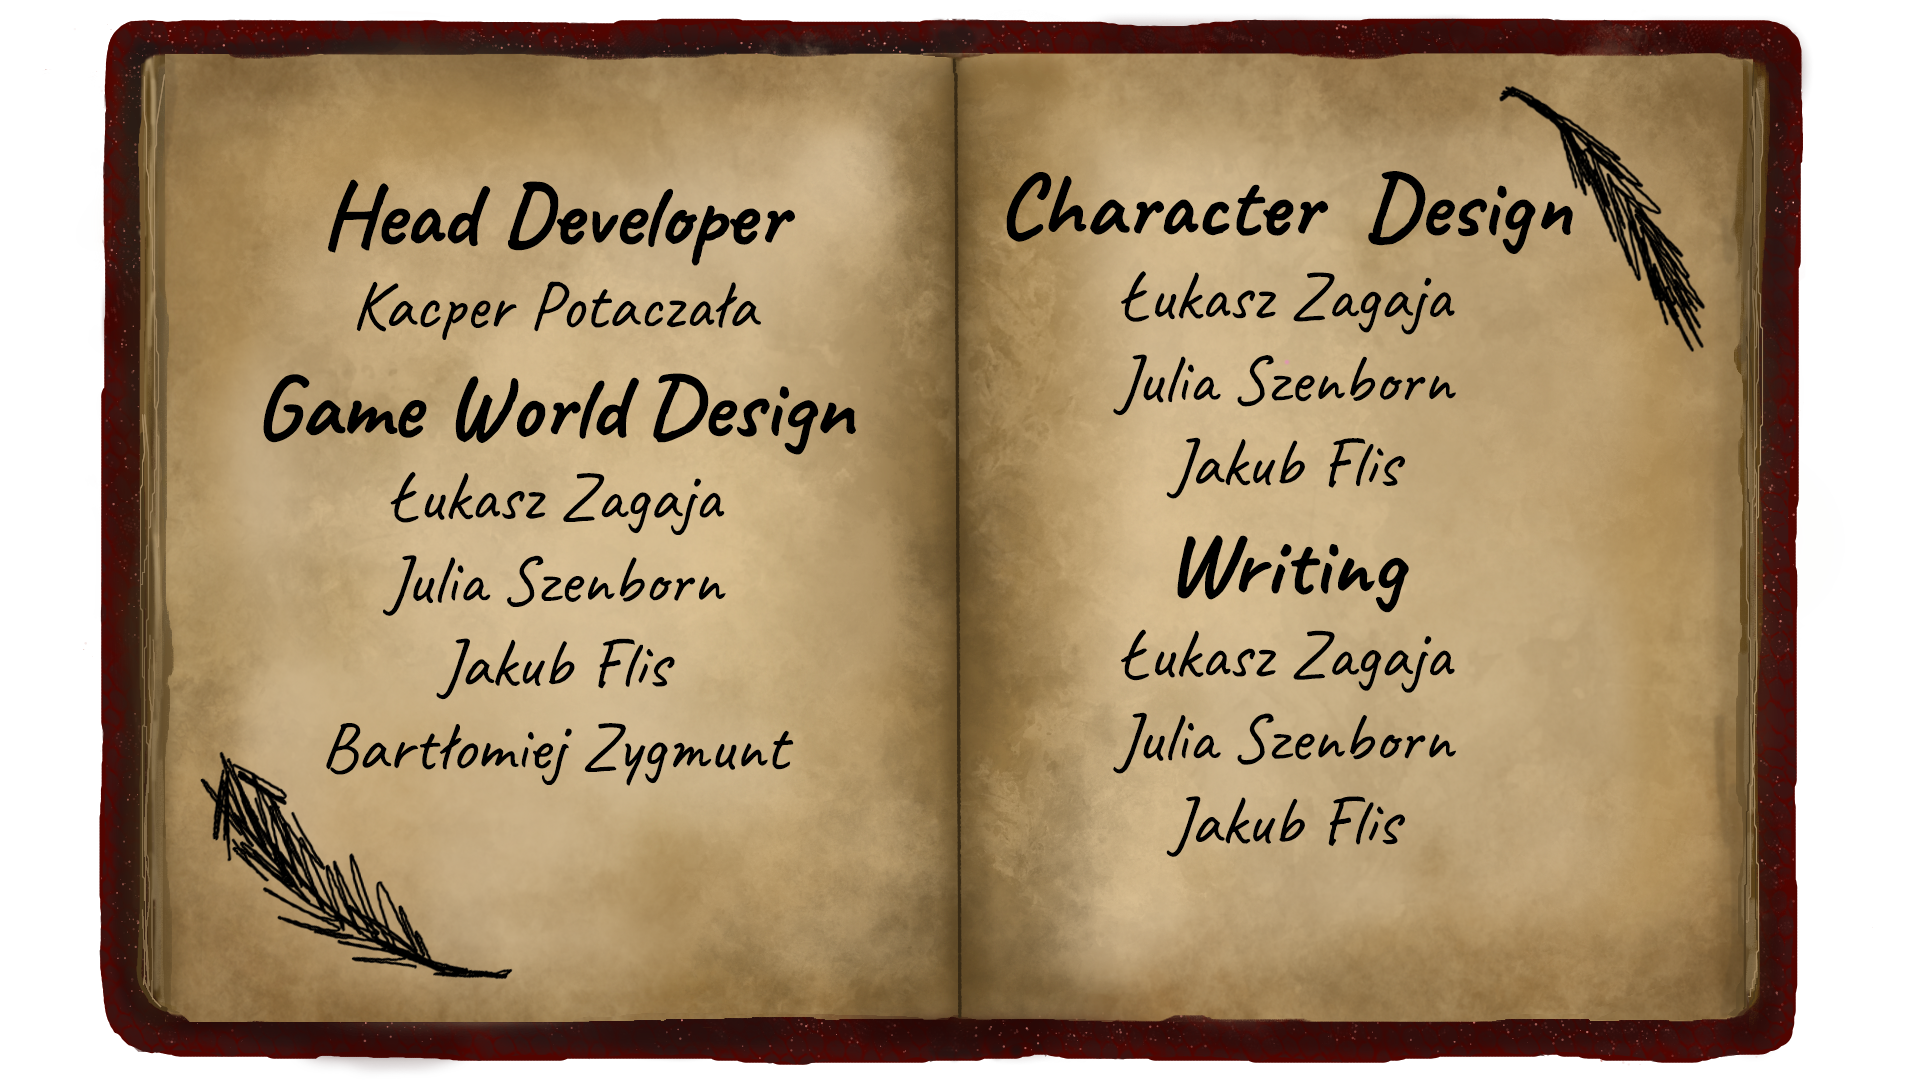 Head Developer
Kacper Potaczała
Game World Design
Łukasz Zagaja
Julia Szenborn
Jakub Flis
Bartłomiej Zygmunt
Character Design
Łukasz Zagaja
Julia Szenborn
Jakub Flis
Writing
Łukasz Zagaja
Julia Szenborn
Jakub Flis